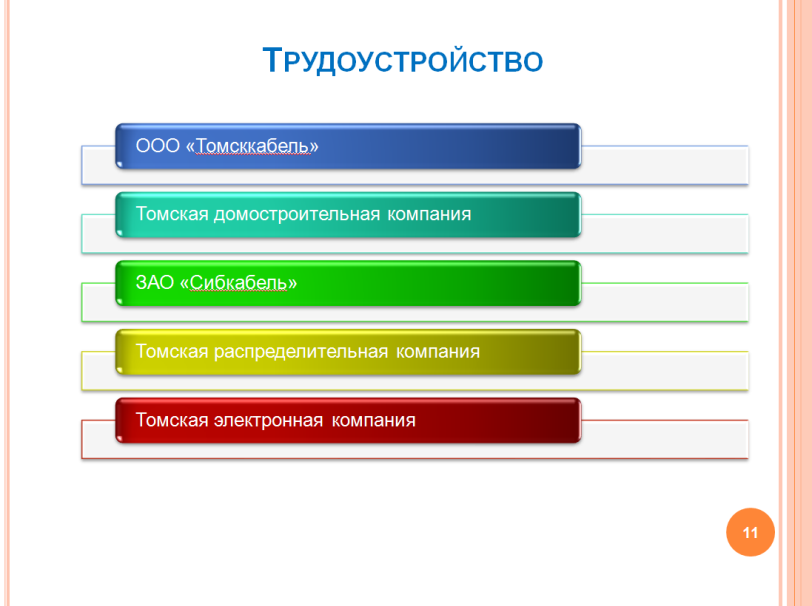 Трудоустройство
ООО «Томсккабель»
Томская домостроительная компания
ЗАО «Сибкабель»
Томская распределительная компания
Томская электронная компания
11